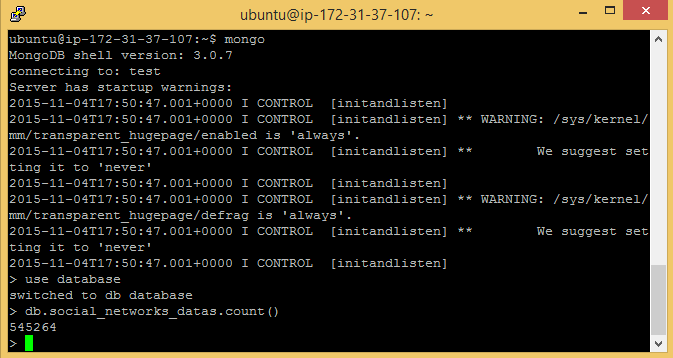 ubuntu@ip-172-31-37-107: ~
ubuntu@ip-172-31-37-107:~$ mongo
MongoDB shell version: 3.0.7
connecting to: test
Server has startup warnings:
2015-11-04T17:50:47.001+0000 I CONTROL  [initandlisten]
2015-11-04T17:50:47.001+0000 I CONTROL  [initandlisten] ** WARNING: /sys/kernel/
mm/transparent_hugepage/enabled is 'always'.
2015-11-04T17:50:47.001+0000 I CONTROL  [initandlisten] **        We suggest set
ting it to 'never'
2015-11-04T17:50:47.001+0000 I CONTROL  [initandlisten]
2015-11-04T17:50:47.001+0000 I CONTROL  [initandlisten] ** WARNING: /sys/kernel/
mm/transparent_hugepage/defrag is 'always'.
2015-11-04T17:50:47.001+0000 I CONTROL  [initandlisten] **        We suggest set
ting it to 'never'
2015-11-04T17:50:47.001+0000 I CONTROL  [initandlisten]
> use database
switched to db database
> db.social_networks_datas.count()
545264
>